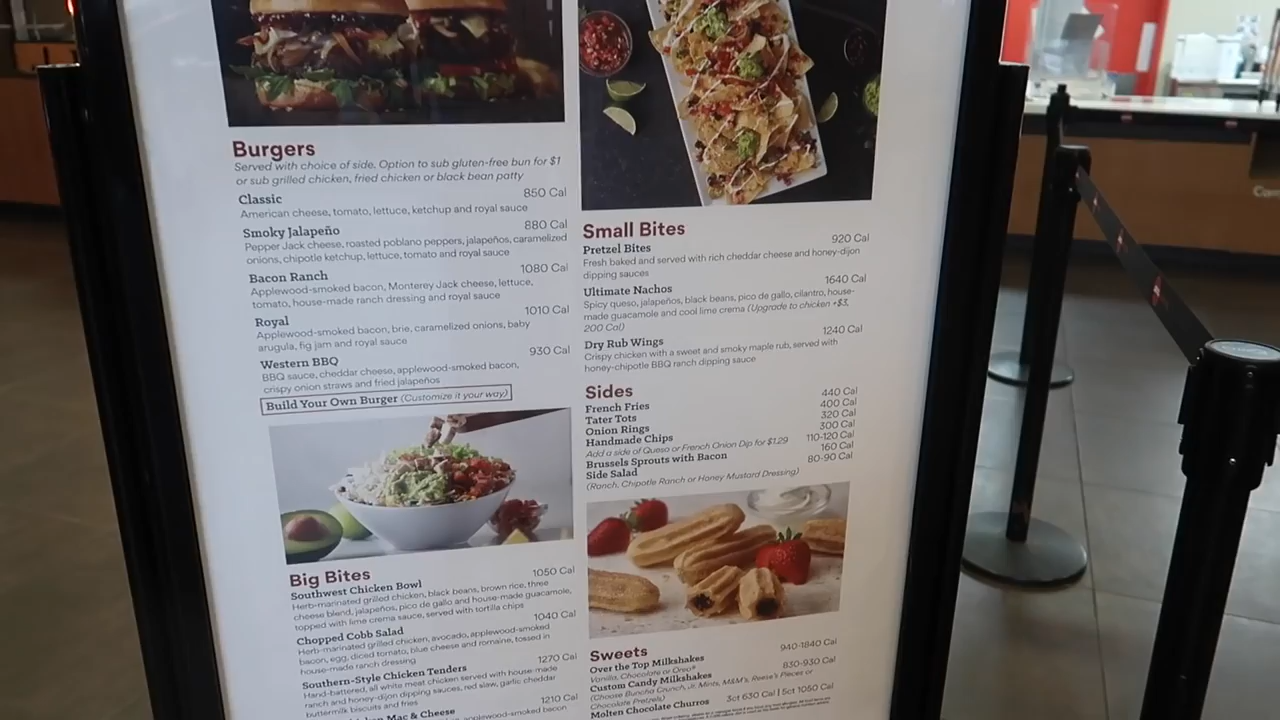 Burgers
Served with choice of side. Option to sub gluten-free bun for $1
or sub grilled chicken, fried chicken or black bean patty
Classic 850 Cal
American cheese, tomato, lettuce, ketchup and royal sauce
Smoky Jalapeño 880 Cal
Pepper Jack cheese, roasted poblano peppers, jalapeños, caramelized
onions, chipotle ketchup, lettuce, tomato and royal sauce
Bacon Ranch 1080 Cal
Applewood-smoked bacon, Monterey Jack cheese, lettuce,
tomato, house-made ranch dressing and royal sauce
Royal 1010 Cal
Applewood-smoked bacon, brie, caramelized onions, baby
arugula, fig jam and royal sauce
Western BBQ 930 Cal
BBQ sauce, cheddar cheese, applewood-smoked bacon,
crispy onion straws and fried jalapeños
Build Your Own Burger (Customize it your way)
Big Bites
Southwest Chicken Bowl 1050 Cal
Herb-marinated grilled chicken, black beans, brown rice, three
cheese blend, jalapeños, pico de gallo and house-made guacamole,
topped with lime crema sauce, served with tortilla chips
Chopped Cobb Salad 1040 Cal
Herb-marinated grilled chicken, avocado, applewood-smoked
bacon, egg, diced tomato, blue cheese and romaine, tossed in
house-made ranch dressing
Southern-Style Chicken Tenders 1270 Cal
Hand-battered, all white meat chicken served with house-made
ranch and honey-dijon dipping sauces, red slaw, garlic cheddar
buttermilk biscuits and fries
Mac & Cheese 1210 Cal
applewood-smoked bacon
Small Bites
Pretzel Bites 920 Cal
Fresh baked and served with rich cheddar cheese and honey-dijon
dipping sauces
Ultimate Nachos 1640 Cal
Spicy queso, jalapeños, black beans, pico de gallo, cilantro, house-
made guacamole and cool lime crema (Upgrade to chicken +$3,
200 Cal)
Dry Rub Wings 1240 Cal
Crispy chicken with a sweet and smoky maple rub, served with
honey-chipotle BBQ ranch dipping sauce
Sides
French Fries 440 Cal
Tater Tots 400 Cal
Onion Rings 320 Cal
Handmade Chips 300 Cal
Add a side of Queso or French Onion Dip for $1.29 110-120 Cal
Brussels Sprouts with Bacon 160 Cal
Side Salad 80-90 Cal
(Ranch, Chipotle Ranch or Honey Mustard Dressing)
Sweets
Over the Top Milkshakes 940-1840 Cal
Vanilla, Chocolate or Oreo®
Custom Candy Milkshakes 830-930 Cal
(Choose Buncha Crunch, Jr. Mints, M&M's, Reese's Pieces or
Chocolate Pretzels)
Molten Chocolate Churros 3ct 630 Cal | 5ct 1050 Cal